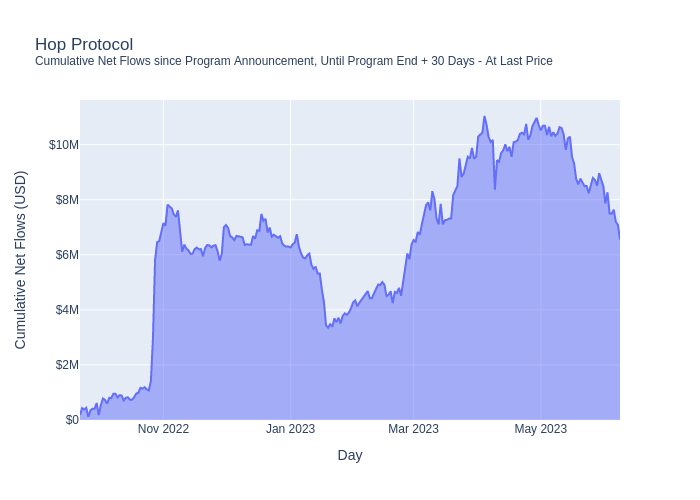 Hop Protocol
Cumulative Net Flows since Program Announcement, Until Program End + 30 Days - At Last Price
Cumulative Net Flows (USD)
$10M
$8M
$6M
$4M
$2M
$0
Nov 2022
Jan 2023
Mar 2023
May 2023
Day